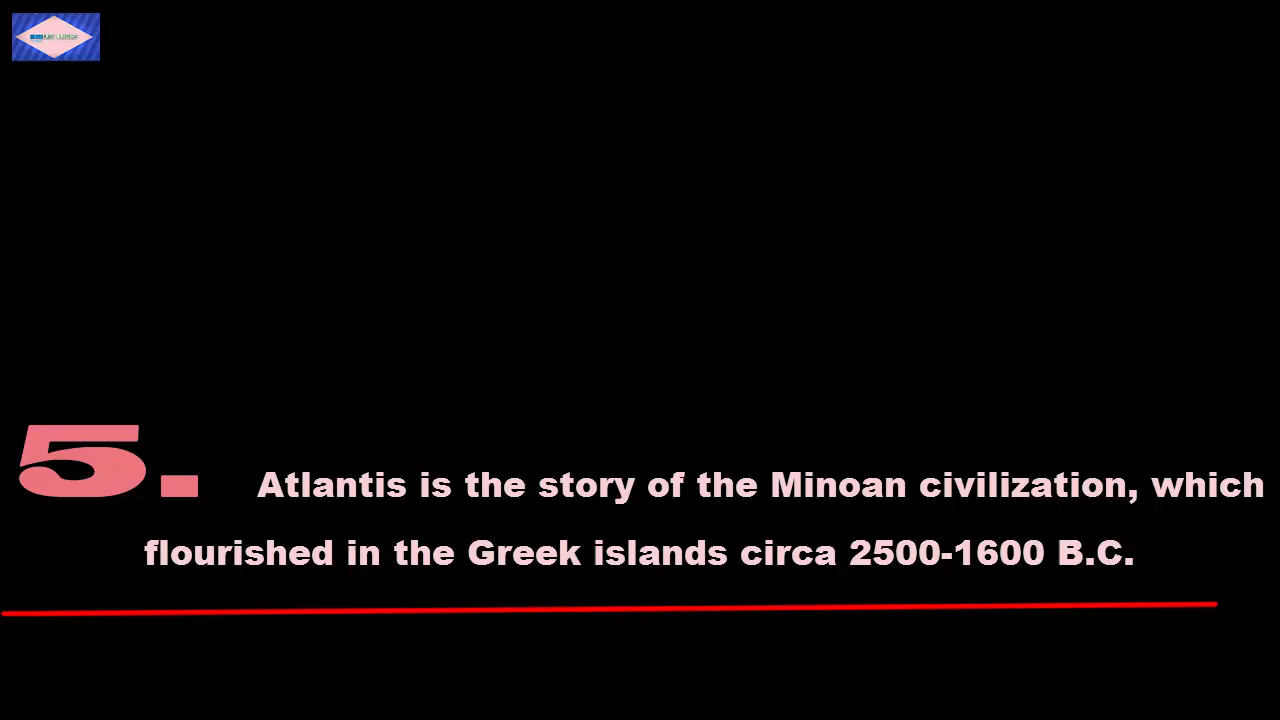 5. Atlantis is the story of the Minoan civilization, which
flourished in the Greek islands circa 2500-1600 B.C.